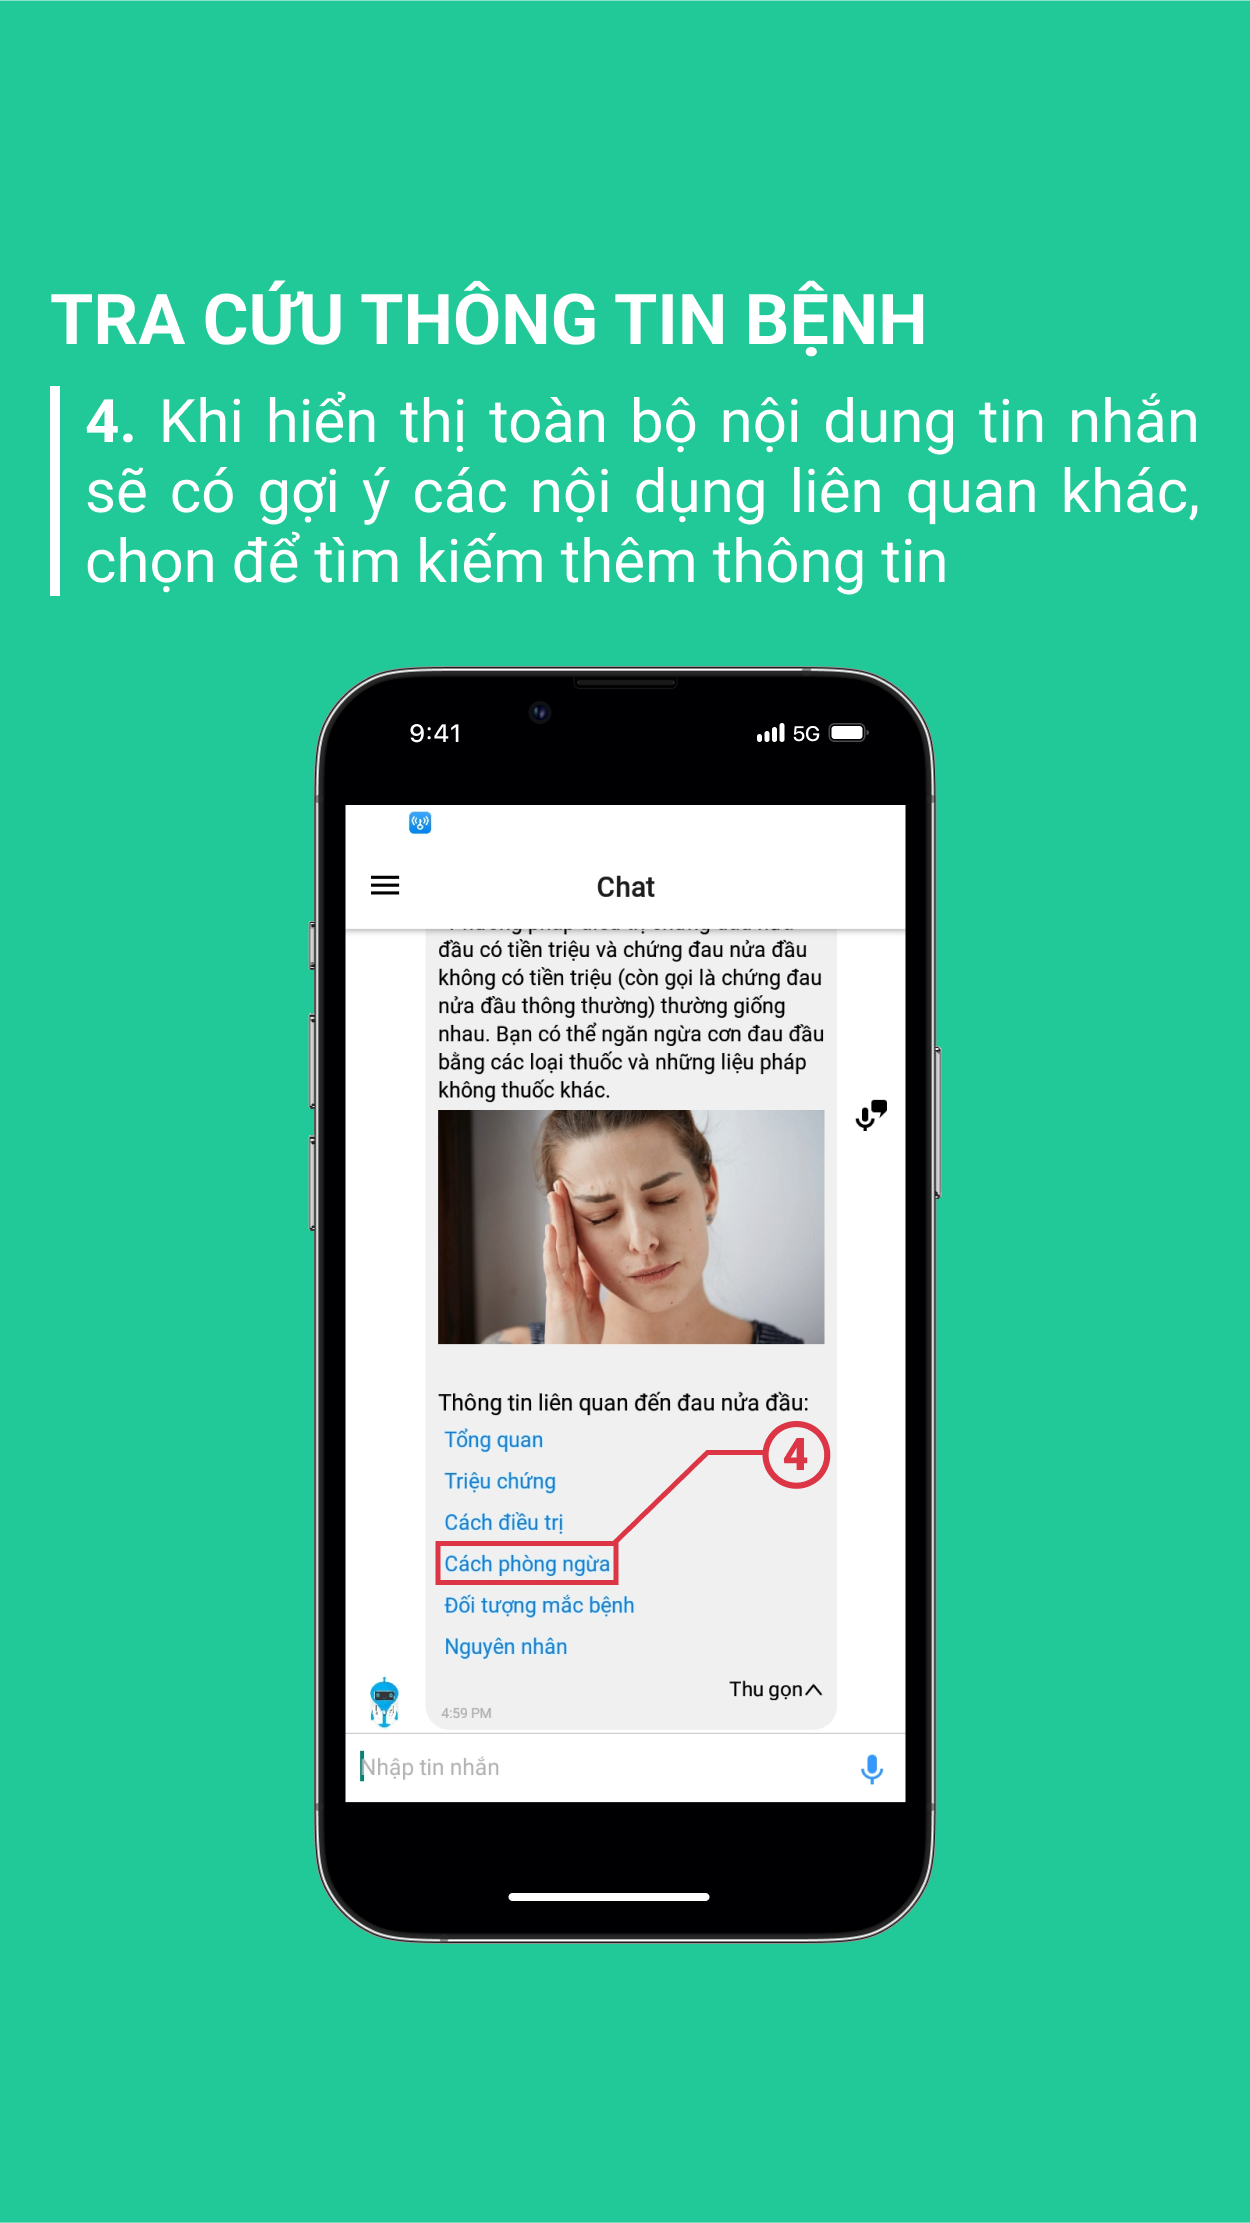 TRA CỨU THÔNG TIN BỆNH
4. Khi hiển thị toàn bộ nội dung tin nhắn
sẽ có gợi ý các nội dụng liên quan khác,
chọn để tìm kiếm thêm thông tin
9:41
5G
Chat
đầu có tiền triệu và chứng đau nửa đầu
không có tiền triệu (còn gọi là chứng đau
nửa đầu thông thường) thường giống
nhau. Bạn có thể ngăn ngừa cơn đau đầu
bằng các loại thuốc và những liệu pháp
không thuốc khác.
Thông tin liên quan đến đau nửa đầu:
Tổng quan
4
Triệu chứng
Cách điều trị
Cách phòng ngừa
Đối tượng mắc bệnh
Nguyên nhân
Thu gọn
4:59 PM
Nhập tin nhắn